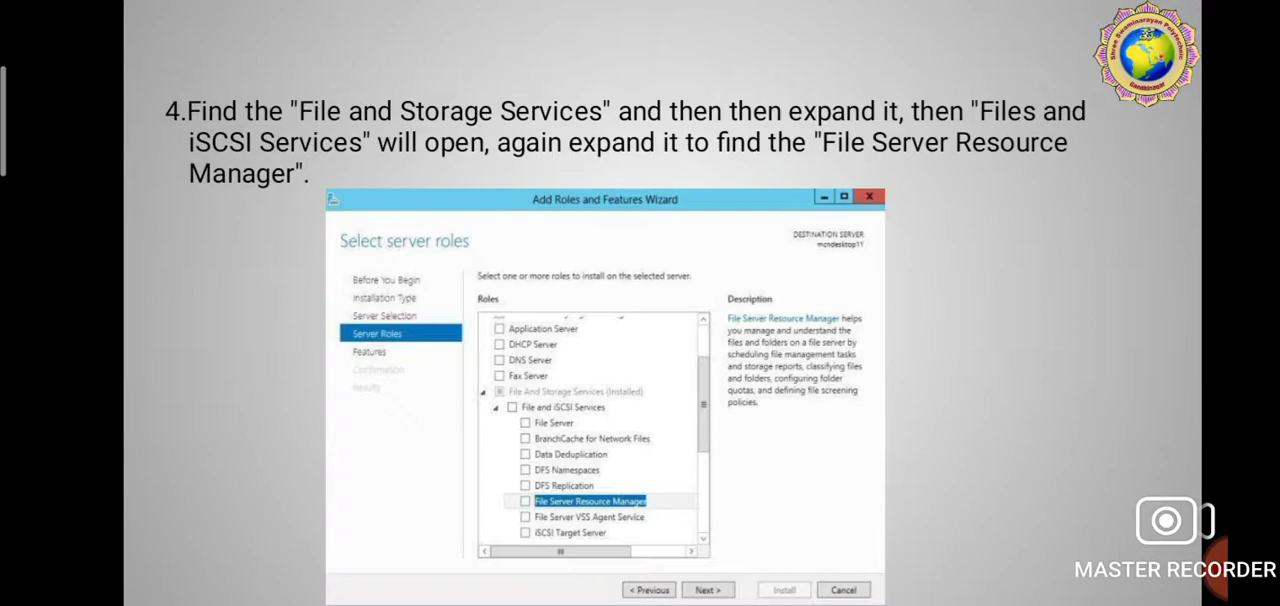 4.Find the "File and Storage Services" and then then expand it, then "Files and
iSCSI Services" will open, again expand it to find the "File Server Resource
Manager".
Shree Swaminarayan Polytechnic
Gandhinagar
Add Roles and Features Wizard
Select server roles
DESTINATION SERVER
mcndesktop11
Before You Begin
Installation Type
Server Selection
Server Roles
Features
Confirmation
Results
Select one or more roles to install on the selected server.
Roles
Application Server
DHCP Server
DNS Server
Fax Server
File And Storage Services (Installed)
File and iSCSI Services
File Server
BranchCache for Network Files
Data Deduplication
DFS Namespaces
DFS Replication
File Server Resource Manager
File Server VSS Agent Service
iSCSI Target Server
Description
File Server Resource Manager helps
you manage and understand the
files and folders on a file server by
scheduling file management tasks
and storage reports, classifying files
and folders, configuring folder
quotas, and defining file screening
policies.
< Previous
Next >
Install
Cancel
MASTER RECORDER